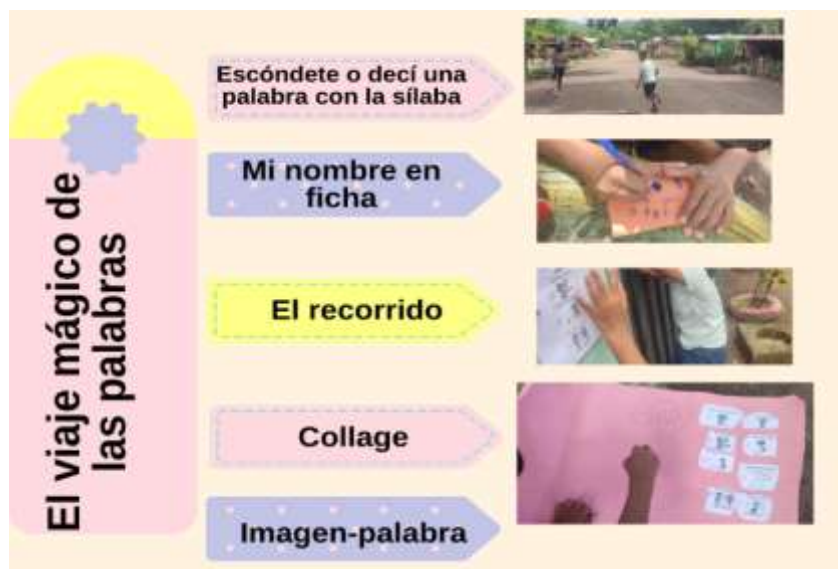 El viaje mágico de
las palabras
Escóndete o decí una
palabra con la sílaba
Mi nombre en
ficha
El recorrido
Collage
Imagen-palabra